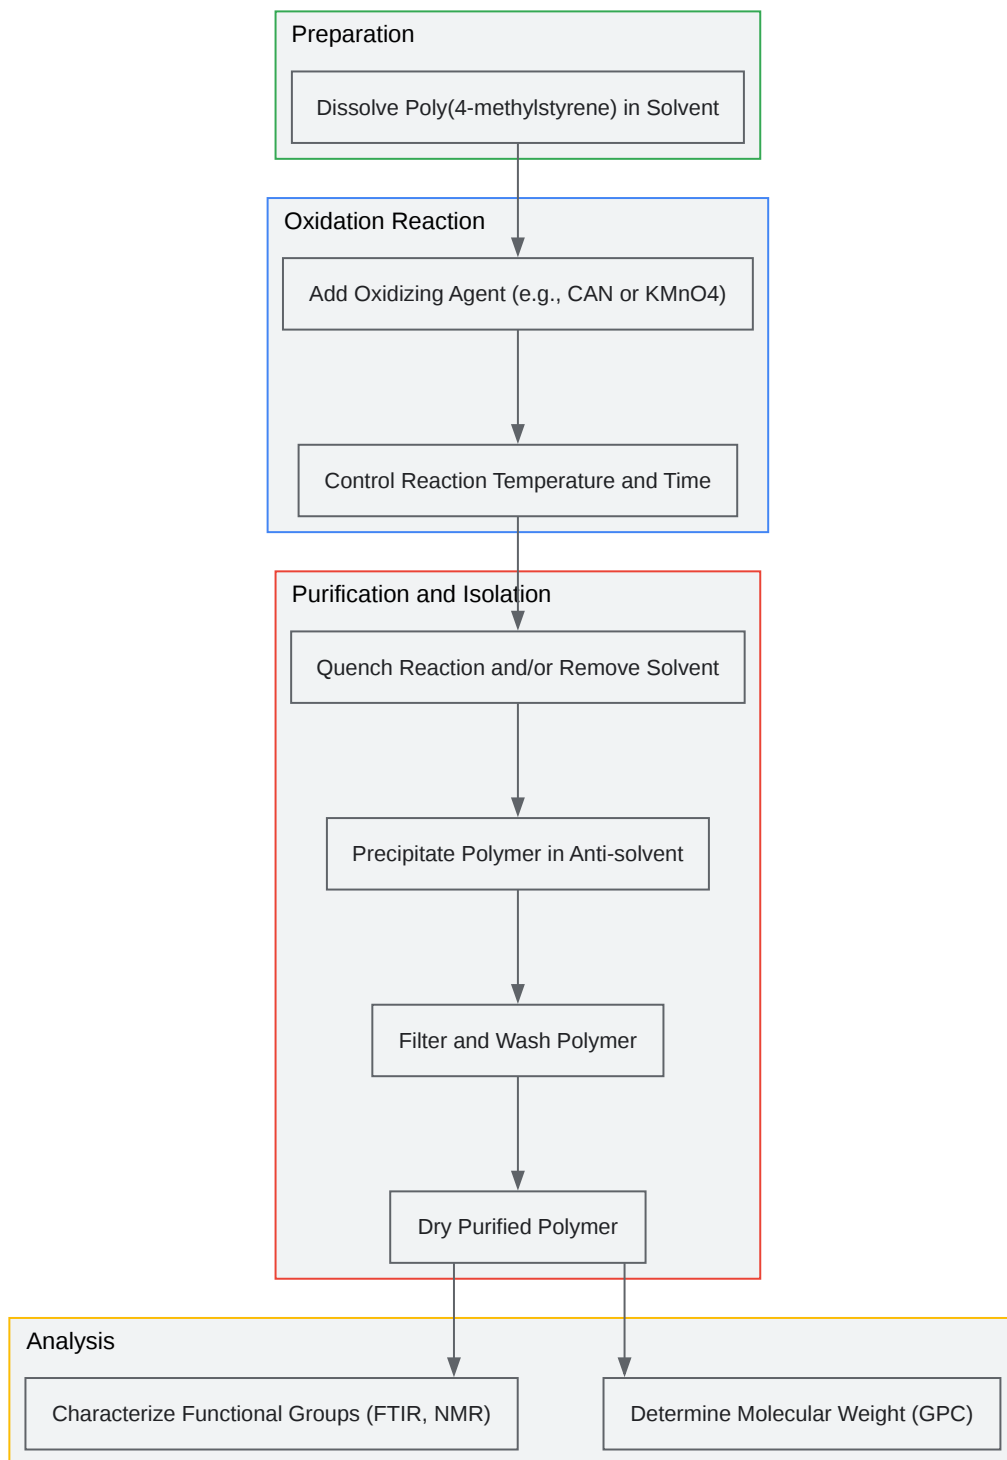 Preparation
Dissolve Poly(4-methylstyrene) in Solvent
Oxidation Reaction
Add Oxidizing Agent (e.g., CAN or KMnO4)
Control Reaction Temperature and Time
Purification and Isolation
Quench Reaction and/or Remove Solvent
Precipitate Polymer in Anti-solvent
Filter and Wash Polymer
Dry Purified Polymer
Analysis
Characterize Functional Groups (FTIR, NMR)
Determine Molecular Weight (GPC)